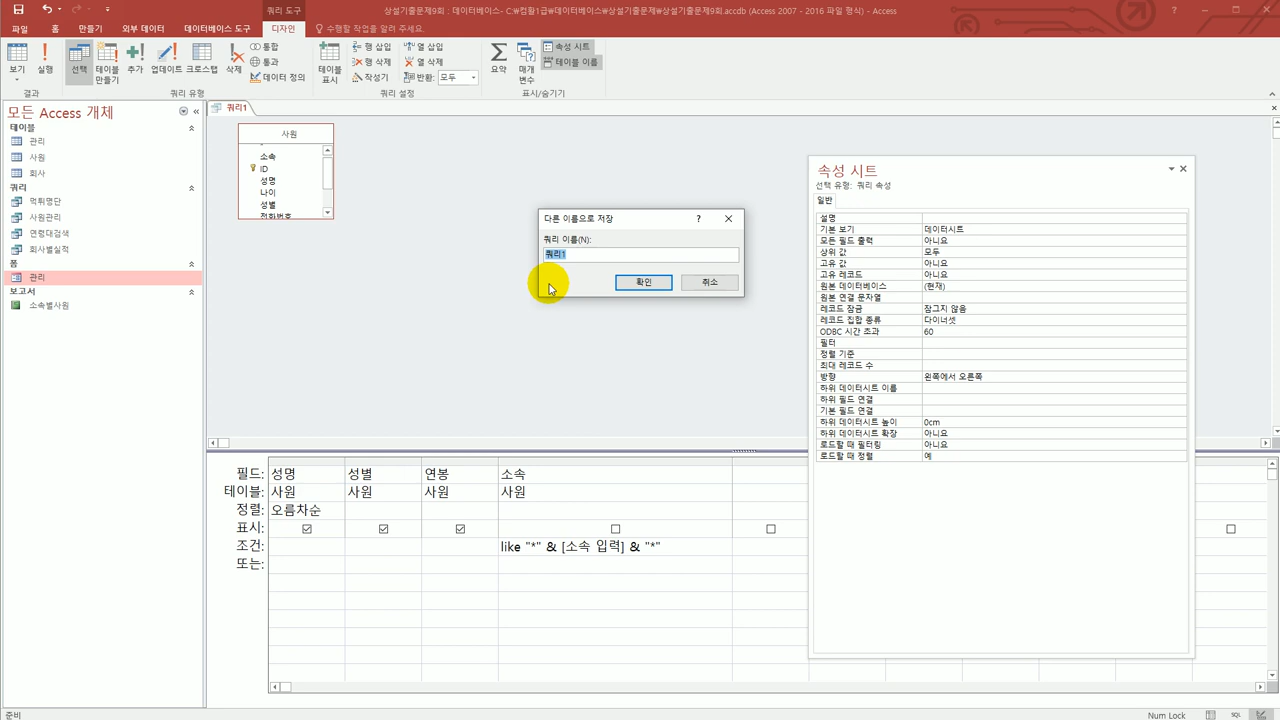 쿼리 도구
상설기출문제9회 : 데이터베이스- C:₩컴활1급₩데이터베이스₩상설기출문제₩상설기출문제9회.accdb (Access 2007 - 2016 파일 형식) - Access
파일 홈 만들기 외부 데이터 데이터베이스 도구 디자인 수행할 작업을 알려 주세요.
보기 실행 선택 테이블 만들기 추가 업데이트 크로스탭 삭제
통합
통과
데이터 정의
테이블 표시
행 삽입
행 삭제
작성기
열 삽입
열 삭제
반환: 모두
요약 매개 변수
속성 시트
테이블 이름
결과 쿼리 유형 쿼리 설정 표시/숨기기
모든 Access 개체
테이블
관리
사원
회사
쿼리
먹튀명단
사원관리
연령대검색
회사별실적
폼
관리
보고서
소속별사원
쿼리1
사원
소속
ID
성명
나이
성별
전화번호
다른 이름으로 저장 ?
쿼리 이름(N):
쿼리1
확인 취소
속성 시트
선택 유형: 쿼리 속성
일반
설명
기본 보기 데이터시트
모든 필드 출력 아니요
상위 값 모두
고유 값 아니요
고유 레코드 아니요
원본 데이터베이스 (현재)
원본 연결 문자열
레코드 잠금 잠그지 않음
레코드 집합 종류 다이너셋
ODBC 시간 초과 60
필터
정렬 기준
최대 레코드 수
방향 왼쪽에서 오른쪽
하위 데이터시트 이름
하위 필드 연결
기본 필드 연결
하위 데이터시트 높이 0cm
하위 데이터시트 확장 아니요
로드할 때 필터링 아니요
로드할 때 정렬 예
필드: 성명 성별 연봉 소속
테이블: 사원 사원 사원 사원
정렬: 오름차순
표시:
조건: like "*" & [소속 입력] & "*"
또는:
준비
Num Lock
SQL